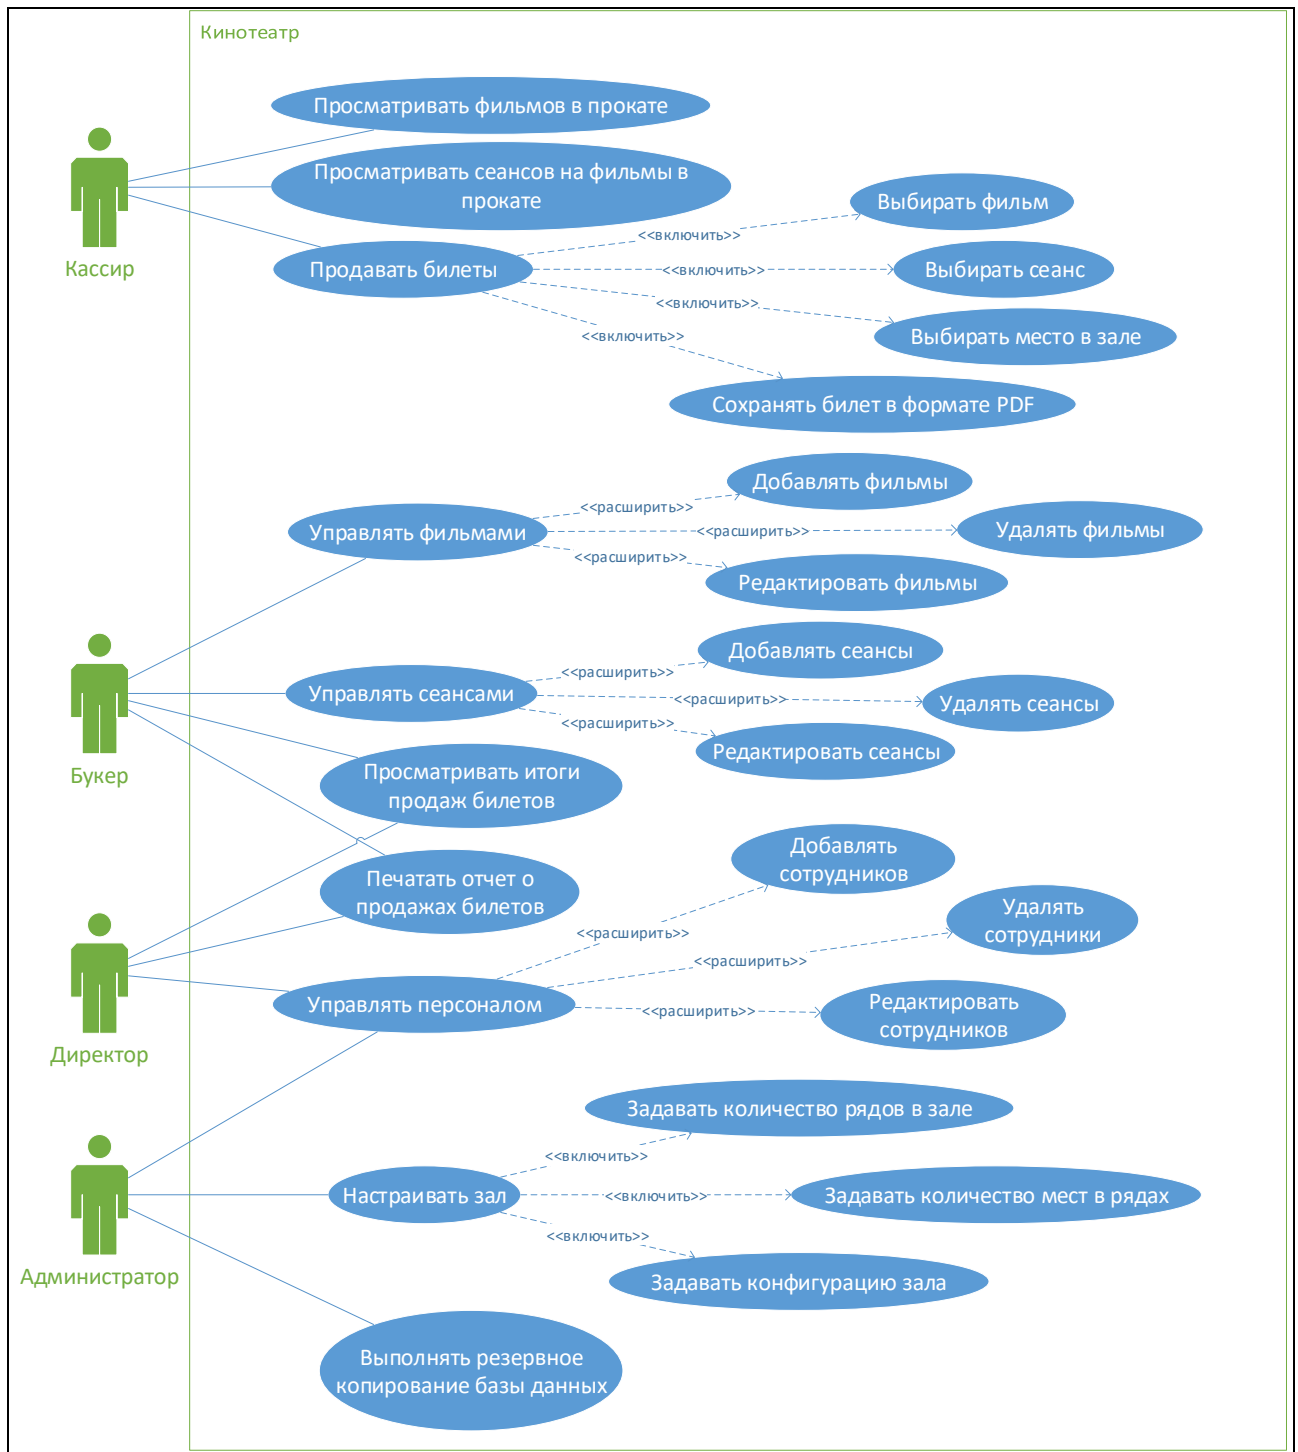 Кинотеатр
Просматривать фильмов в прокате
Просматривать сеансов на фильмы в
прокате
Выбирать фильм
<<включить>>
Кассир
Продавать билеты
<<включить>>
Выбирать сеанс
<<включить>>
<<включить>>
Выбирать место в зале
Сохранять билет в формате PDF
Добавлять фильмы
<<расширить>>
Управлять фильмами
<<расширить>>
Удалять фильмы
<<расширить>>
Редактировать фильмы
Добавлять сеансы
<<расширить>>
Управлять сеансами
<<расширить>>
Удалять сеансы
<<расширить>>
Редактировать сеансы
Букер
Просматривать итоги
продаж билетов
Добавлять
сотрудников
Печатать отчет о
продажах билетов
Удалять
сотрудники
<<расширить>>
<<расширить>>
Управлять персоналом
<<расширить>>
Редактировать
сотрудников
Директор
Задавать количество рядов в зале
<<включить>>
Настраивать зал
<<включить>>
Задавать количество мест в рядах
<<включить>>
Администратор
Задавать конфигурацию зала
Выполнять резервное
копирование базы данных